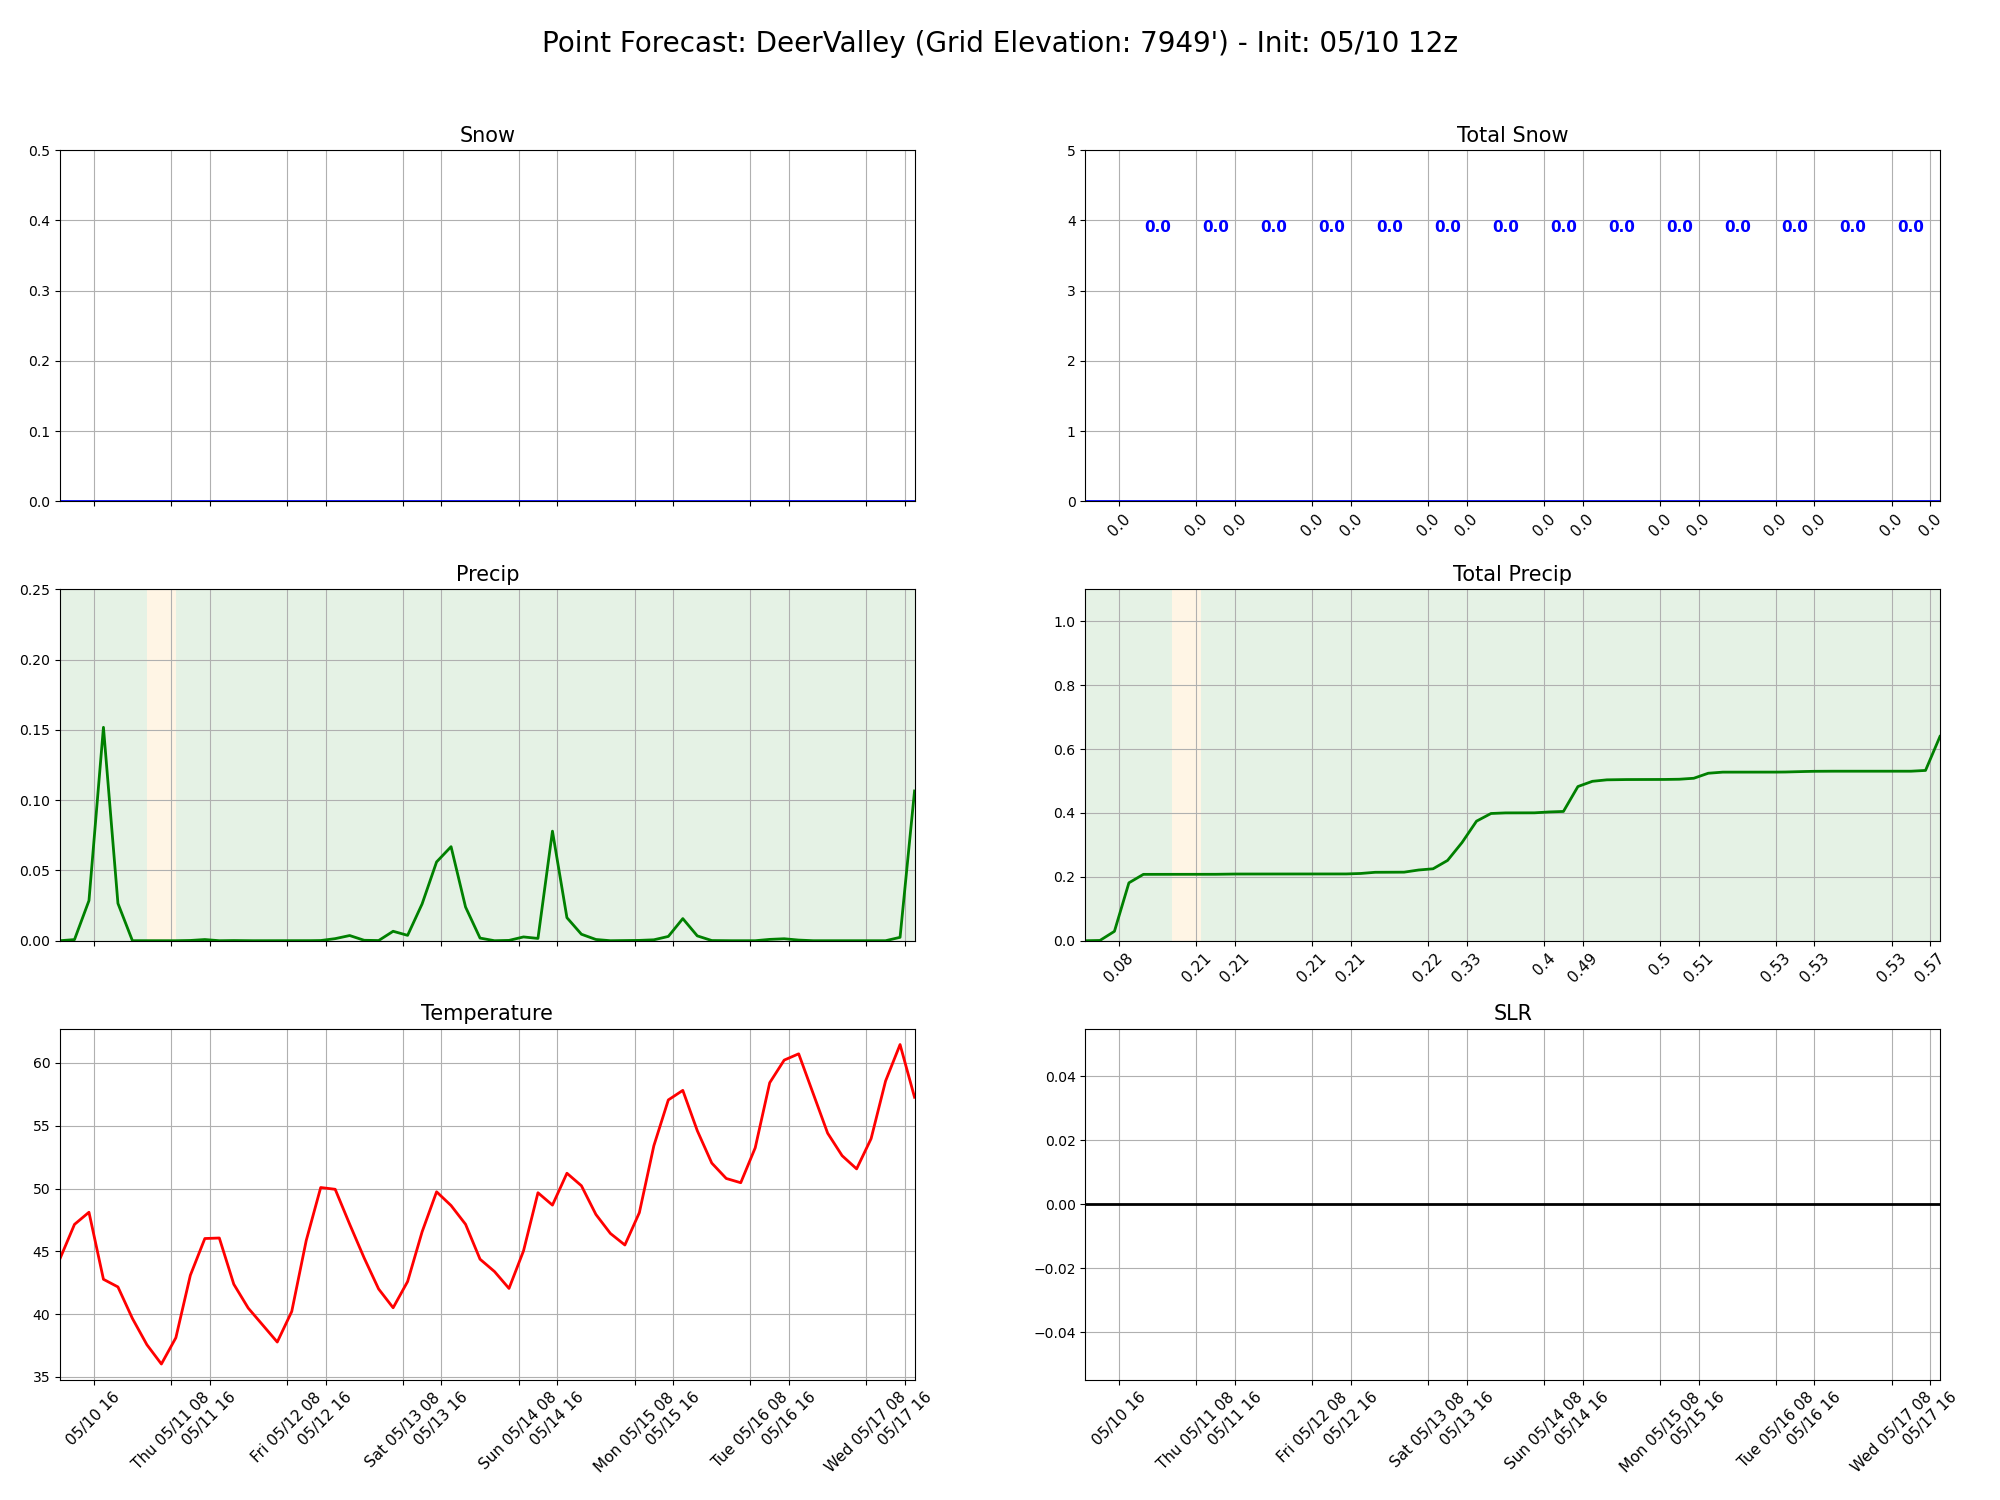 Point Forecast: DeerValley (Grid Elevation: 7949') - Init: 05/10 12z
Snow
0.5
0.4
0.3
0.2
0.1
0.0
Total Snow
5
4
3
2
1
0
0.0 0.0 0.0 0.0 0.0 0.0 0.0 0.0 0.0 0.0 0.0 0.0 0.0 0.0
0.0 0.0 0.0 0.0 0.0 0.0 0.0 0.0 0.0 0.0 0.0 0.0 0.0 0.0 0.0
Precip
0.25
0.20
0.15
0.10
0.05
0.00
Total Precip
1.0
0.8
0.6
0.4
0.2
0.0
0.08 0.21 0.21 0.21 0.21 0.22 0.33 0.4 0.49 0.5 0.51 0.53 0.53 0.53 0.57
Temperature
60
55
50
45
40
35
05/10 16
Thu 05/11 08
05/11 16
Fri 05/12 08
05/12 16
Sat 05/13 08
05/13 16
Sun 05/14 08
05/14 16
Mon 05/15 08
05/15 16
Tue 05/16 08
05/16 16
Wed 05/17 08
05/17 16
SLR
0.04
0.02
0.00
−0.02
−0.04
05/10 16
Thu 05/11 08
05/11 16
Fri 05/12 08
05/12 16
Sat 05/13 08
05/13 16
Sun 05/14 08
05/14 16
Mon 05/15 08
05/15 16
Tue 05/16 08
05/16 16
Wed 05/17 08
05/17 16